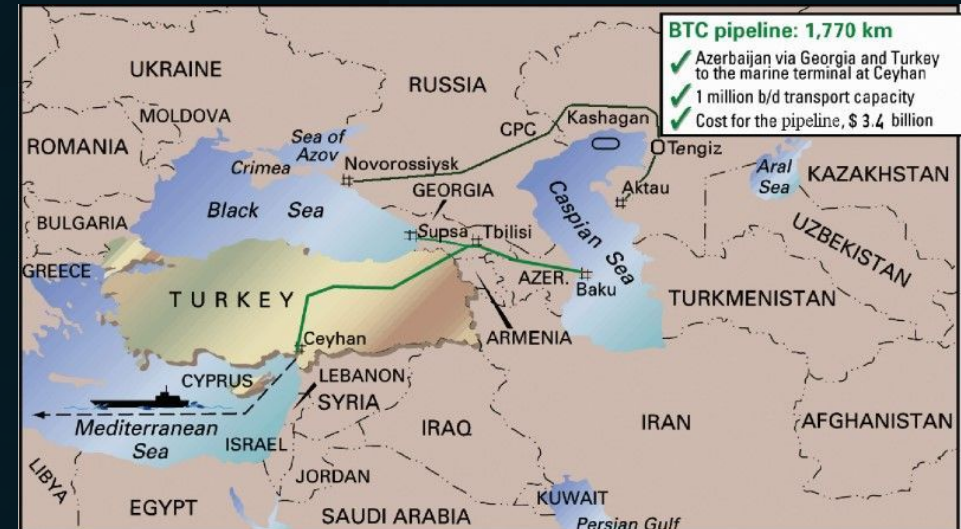 BTC pipeline: 1,770 km
✓ Azerbaijan via Georgia and Turkey
to the marine terminal at Ceyhan
✓ 1 million b/d transport capacity
✓ Cost for the pipeline, $ 3.4 billion
UKRAINE
RUSSIA
MOLDOVA
ROMANIA
Sea of
Azov
Crimea
Novorossiysk
CPC
Kashagan
Tengiz
Aktau
Aral
Sea
KAZAKHSTAN
GEORGIA
BULGARIA
Black Sea
Supsa
Tbilisi
Caspian Sea
UZBEKISTAN
GREECE
TURKEY
AZER.
Baku
TURKMENISTAN
Ceyhan
ARMENIA
CYPRUS
LEBANON
SYRIA
Mediterranean
Sea
ISRAEL
IRAQ
IRAN
AFGHANISTAN
LIBYA
JORDAN
EGYPT
SAUDI ARABIA
KUWAIT
Persian Gulf